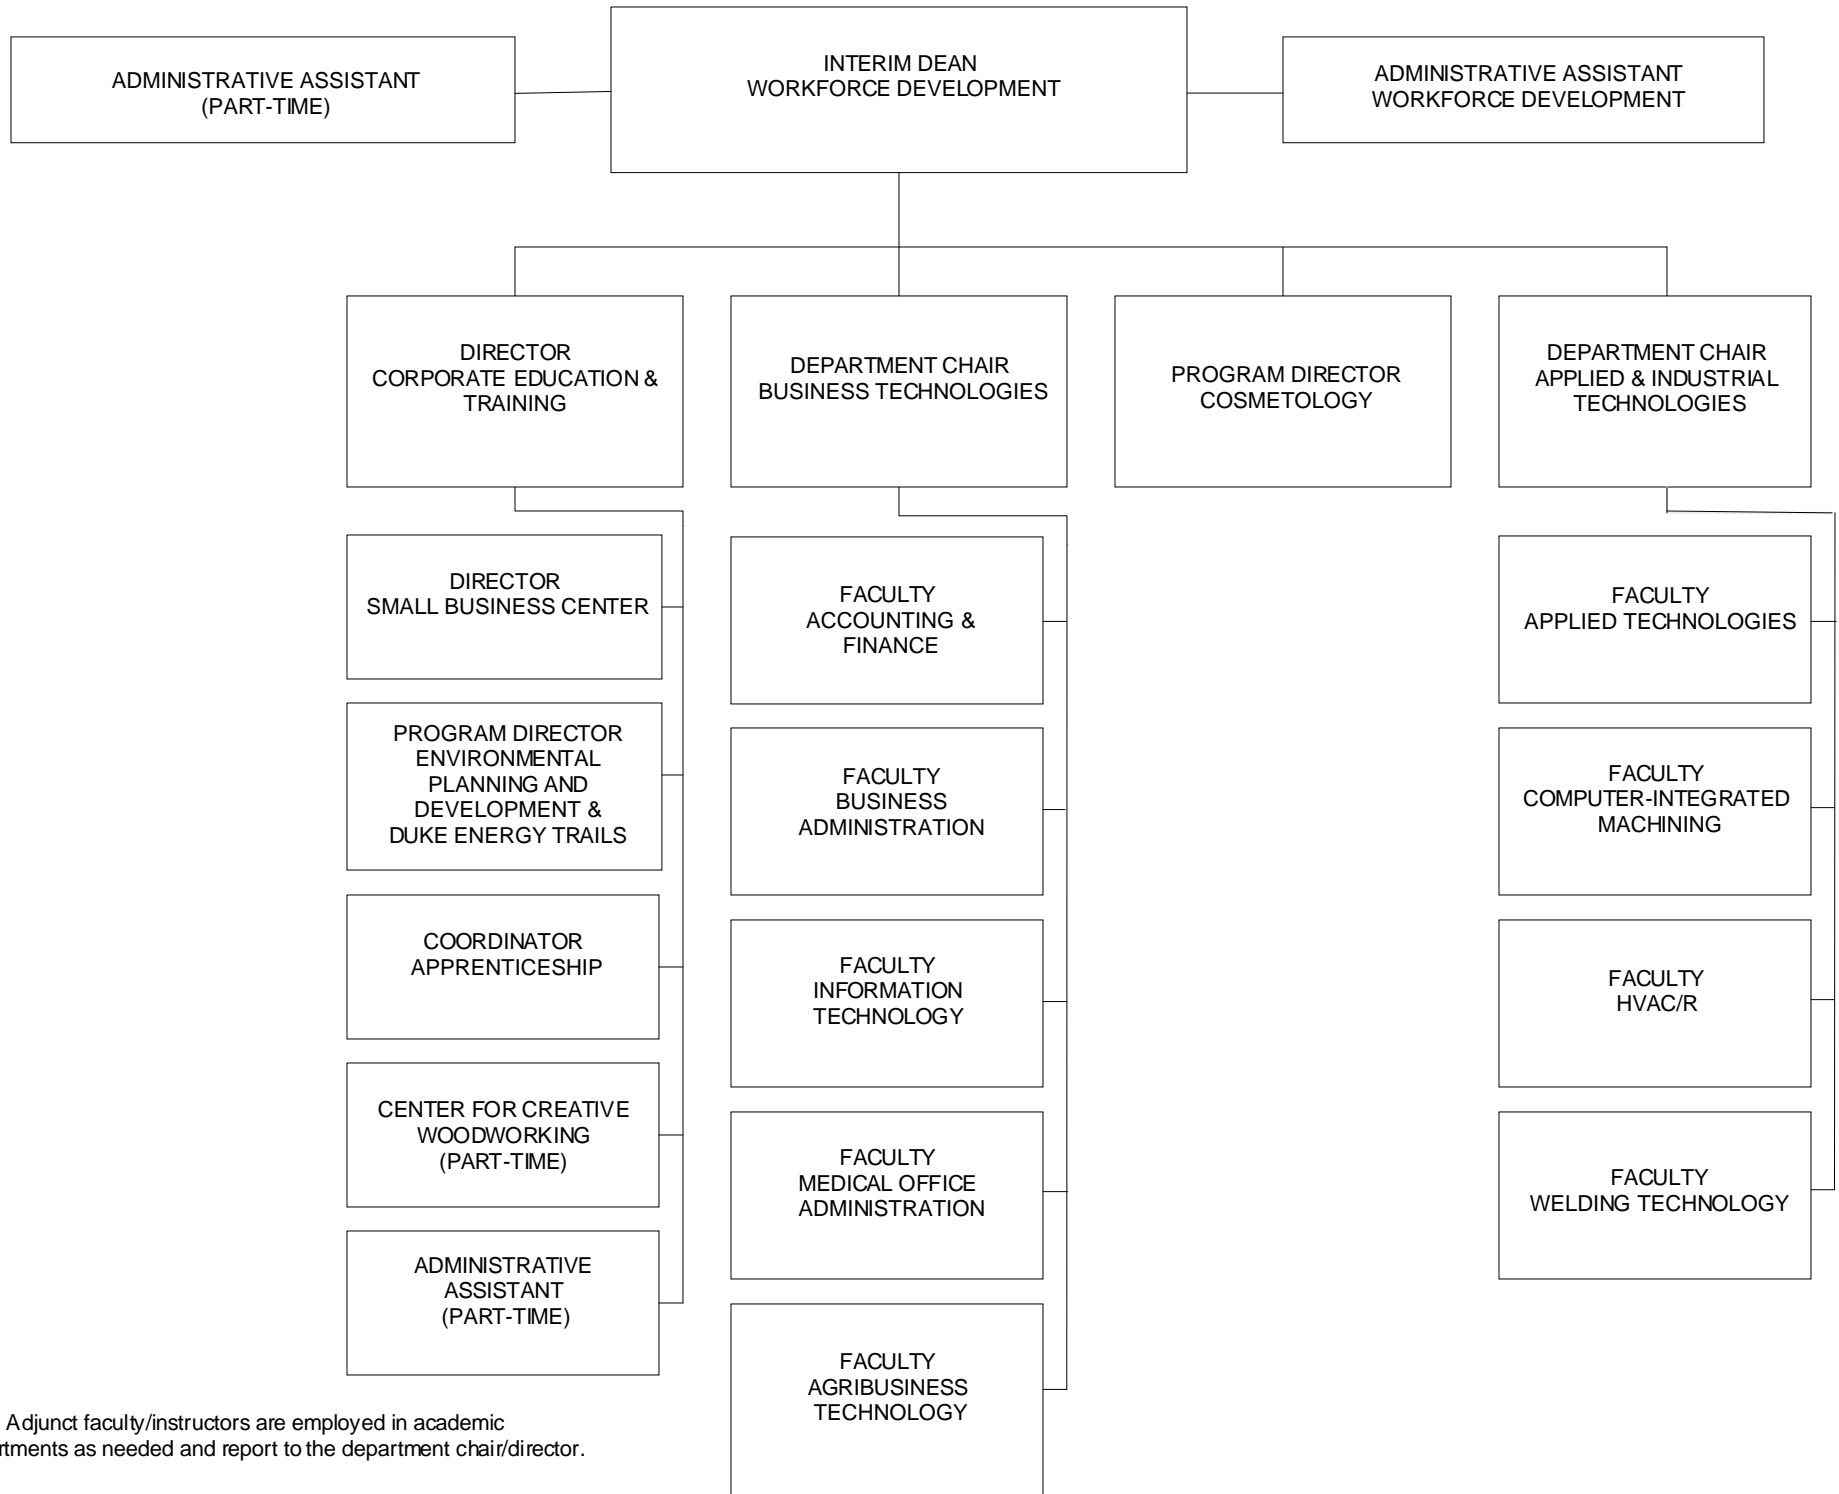 ADMINISTRATIVE ASSISTANT
(PART-TIME)
INTERIM DEAN
WORKFORCE DEVELOPMENT
ADMINISTRATIVE ASSISTANT
WORKFORCE DEVELOPMENT
DIRECTOR
CORPORATE EDUCATION &
TRAINING
DEPARTMENT CHAIR
BUSINESS TECHNOLOGIES
PROGRAM DIRECTOR
COSMETOLOGY
DEPARTMENT CHAIR
APPLIED & INDUSTRIAL
TECHNOLOGIES
DIRECTOR
SMALL BUSINESS CENTER
PROGRAM DIRECTOR
ENVIRONMENTAL
PLANNING AND
DEVELOPMENT &
DUKE ENERGY TRAILS
COORDINATOR
APPRENTICESHIP
CENTER FOR CREATIVE
WOODWORKING
(PART-TIME)
ADMINISTRATIVE
ASSISTANT
(PART-TIME)
FACULTY
ACCOUNTING &
FINANCE
FACULTY
BUSINESS
ADMINISTRATION
FACULTY
INFORMATION
TECHNOLOGY
FACULTY
MEDICAL OFFICE
ADMINISTRATION
FACULTY
AGRIBUSINESS
TECHNOLOGY
FACULTY
APPLIED TECHNOLOGIES
FACULTY
COMPUTER-INTEGRATED
MACHINING
FACULTY
HVAC/R
FACULTY
WELDING TECHNOLOGY
Adjunct faculty/instructors are employed in academic
rtments as needed and report to the department chair/director.